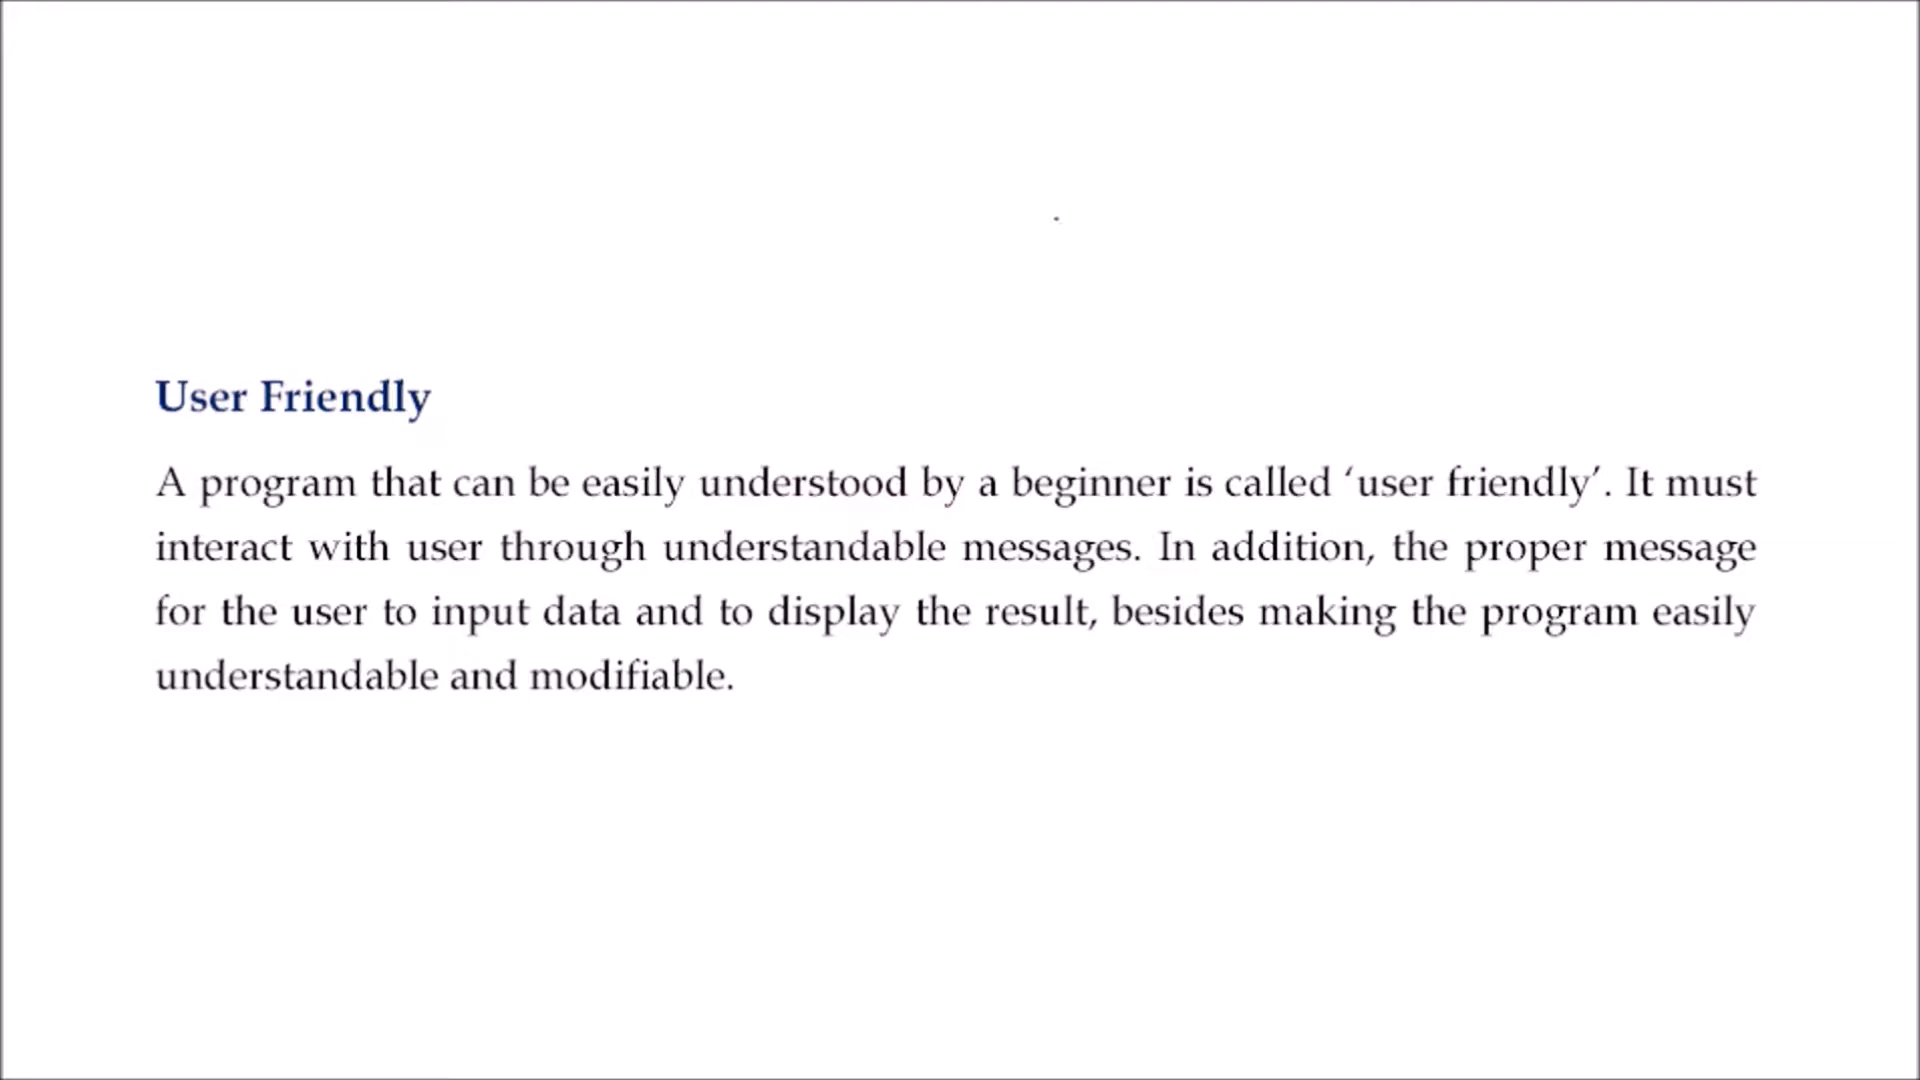 User Friendly
A program that can be easily understood by a beginner is called ‘user friendly’. It must
interact with user through understandable messages. In addition, the proper message
for the user to input data and to display the result, besides making the program easily
understandable and modifiable.